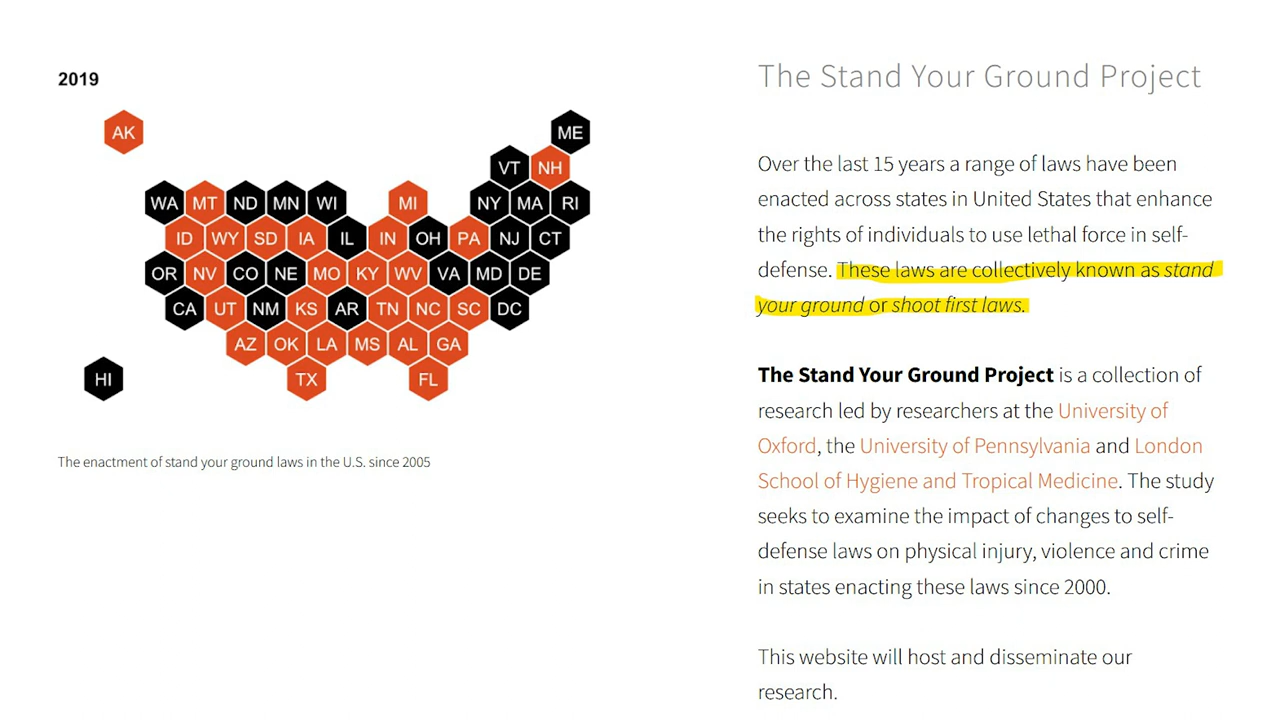 2019
AK ME
VT NH
WA MT ND MN WI MI NY MA RI
ID WY SD IA IL IN OH PA NJ CT
OR NV CO NE MO KY WV VA MD DE
CA UT NM KS AR TN NC SC DC
AZ OK LA MS AL GA
HI TX FL
The enactment of stand your ground laws in the U.S. since 2005
The Stand Your Ground Project
Over the last 15 years a range of laws have been
enacted across states in United States that enhance
the rights of individuals to use lethal force in self-
defense. These laws are collectively known as stand
your ground or shoot first laws.
The Stand Your Ground Project is a collection of
research led by researchers at the University of
Oxford, the University of Pennsylvania and London
School of Hygiene and Tropical Medicine. The study
seeks to examine the impact of changes to self-
defense laws on physical injury, violence and crime
in states enacting these laws since 2000.
This website will host and disseminate our
research.